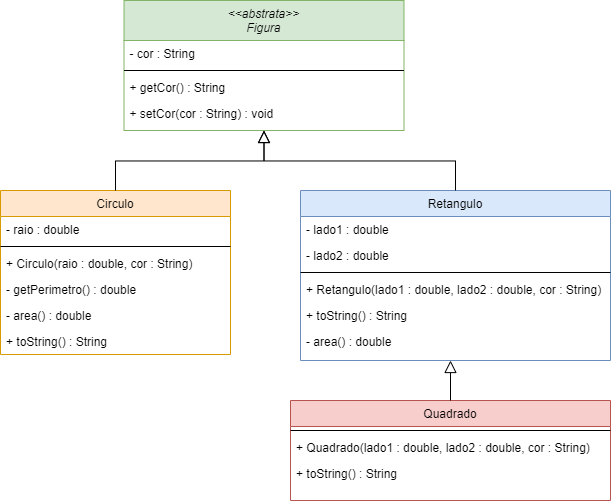 <<abstrata>>
Figura
- cor : String
+ getCor() : String
+ setCor(cor : String) : void
Circulo
- raio : double
+ Circulo(raio : double, cor : String)
- getPerimetro() : double
- area() : double
+ toString() : String
Retangulo
- lado1 : double
- lado2 : double
+ Retangulo(lado1 : double, lado2 : double, cor : String)
+ toString() : String
- area() : double
Quadrado
+ Quadrado(lado1 : double, lado2 : double, cor : String)
+ toString() : String